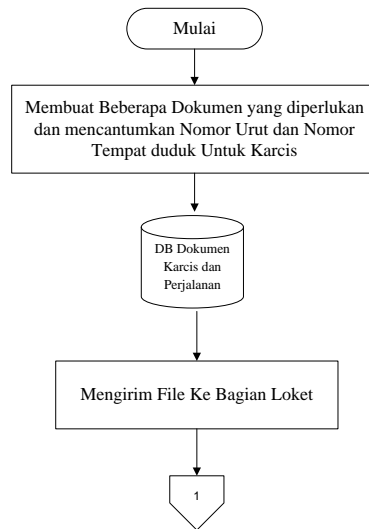 Mulai
Membuat Beberapa Dokumen yang diperlukan
dan mencantumkan Nomor Urut dan Nomor
Tempat duduk Untuk Karcis
DB Dokumen
Karcis dan
Perjalanan
Mengirim File Ke Bagian Loket
1